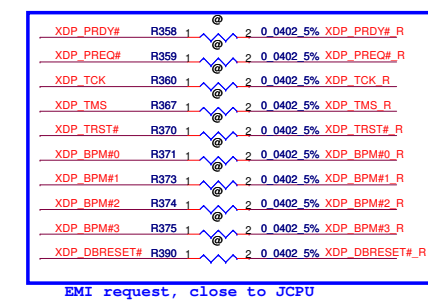 @
XDP_PRDY# R358 1 2 0_0402_5% XDP_PRDY#_R
@
XDP_PREQ# R359 1 2 0_0402_5% XDP_PREQ#_R
@
XDP_TCK R360 1 2 0_0402_5% XDP_TCK_R
@
XDP_TMS R367 1 2 0_0402_5% XDP_TMS_R
@
XDP_TRST# R370 1 2 0_0402_5% XDP_TRST#_R
@
XDP_BPM#0 R371 1 2 0_0402_5% XDP_BPM#0_R
@
XDP_BPM#1 R373 1 2 0_0402_5% XDP_BPM#1_R
@
XDP_BPM#2 R374 1 2 0_0402_5% XDP_BPM#2_R
@
XDP_BPM#3 R375 1 2 0_0402_5% XDP_BPM#3_R
@
XDP_DBRESET# R390 1 2 0_0402_5% XDP_DBRESET#_R
EMI request, close to JCPU